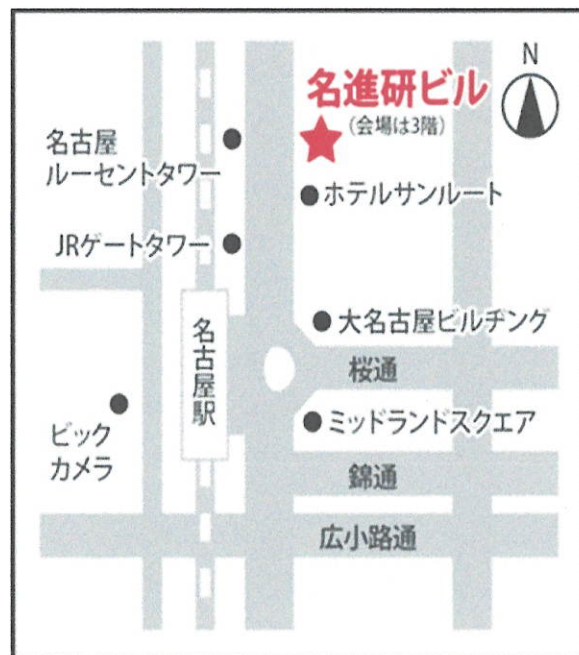 N
名進研ビル
(会場は3階)
名古屋
ルーセントタワー
ホテルサンルート
JRゲートタワー
大名古屋ビルヂング
名古屋駅
桜通
ビック
カメラ
ミッドランドスクエア
錦通
広小路通